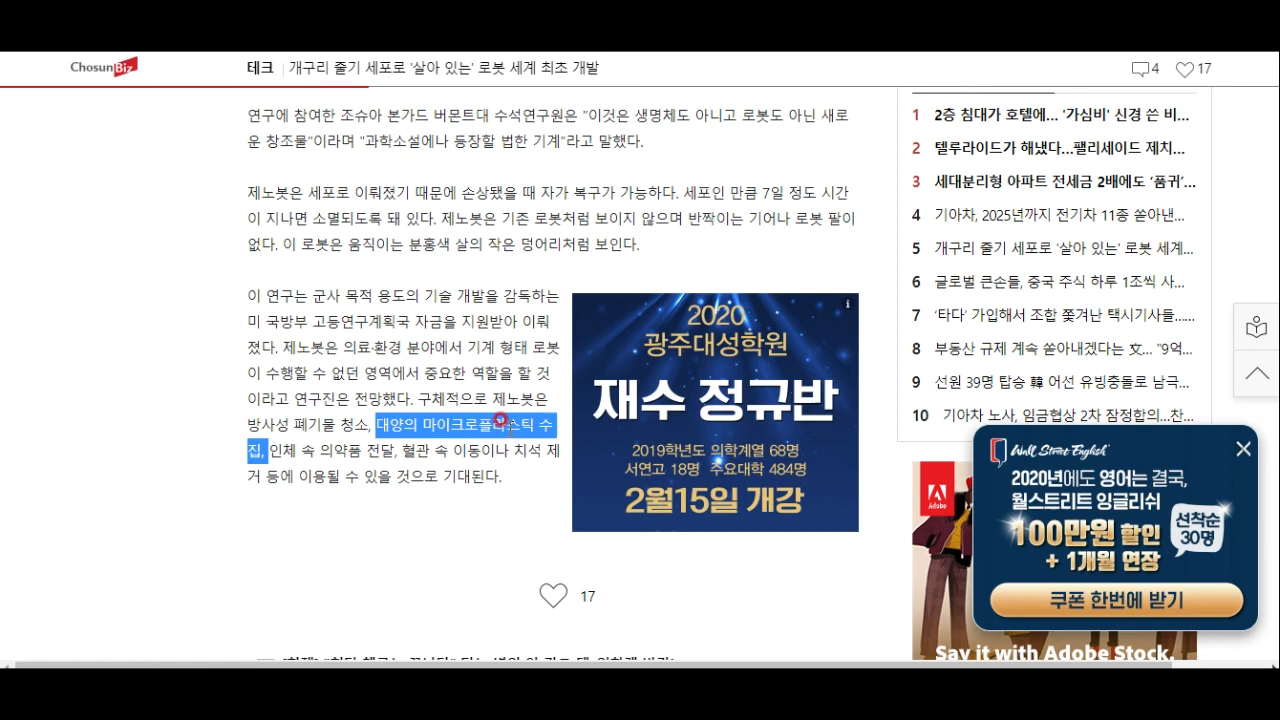 ChosunBiz
테크 개구리 줄기 세포로 '살아 있는' 로봇 세계 최초 개발
4 17
연구에 참여한 조슈아 본가드 버몬트대 수석연구원은 "이것은 생명체도 아니고 로봇도 아닌 새로
운 창조물"이라며 "과학소설에나 등장할 법한 기계"라고 말했다.
제노봇은 세포로 이뤄졌기 때문에 손상됐을 때 자가 복구가 가능하다. 세포인 만큼 7일 정도 시간
이 지나면 소멸되도록 돼 있다. 제노봇은 기존 로봇처럼 보이지 않으며 반짝이는 기어나 로봇 팔이
없다. 이 로봇은 움직이는 분홍색 살의 작은 덩어리처럼 보인다.
이 연구는 군사 목적 용도의 기술 개발을 감독하는
미 국방부 고등연구계획국 자금을 지원받아 이뤄
졌다. 제노봇은 의료·환경 분야에서 기계 형태 로봇
이 수행할 수 없던 영역에서 중요한 역할을 할 것
이라고 연구진은 전망했다. 구체적으로 제노봇은
방사성 폐기물 청소, 대양의 마이크로플라스틱 수
집, 인체 속 의약품 전달, 혈관 속 이동이나 치석 제
거 등에 이용될 수 있을 것으로 기대된다.
2020
광주대성학원
재수 정규반
2019학년도 의학계열 68명
서연고 18명 주요대학 484명
2월15일 개강
17
1 2층 침대가 호텔에... '가심비' 신경 쓴 비...
2 텔루라이드가 해냈다...팰리세이드 제치...
3 세대분리형 아파트 전세금 2배에도 '품귀'...
4 기아차, 2025년까지 전기차 11종 쏟아낸...
5 개구리 줄기 세포로 '살아 있는' 로봇 세계...
6 글로벌 큰손들, 중국 주식 하루 1조씩 사...
7 '타다' 가입해서 조합 쫓겨난 택시기사들......
8 부동산 규제 계속 쏟아내겠다는 文... "9억...
9 선원 39명 탑승 韓 어선 유빙충돌로 남극...
10 기아차 노사, 임금협상 2차 잠정합의...찬...
Wall Street English
2020년에도 영어는 결국,
월스트리트 잉글리쉬
100만원 할인
+ 1개월 연장
선착순
30명
쿠폰 한번에 받기
Adobe
Say it with Adobe Stock.